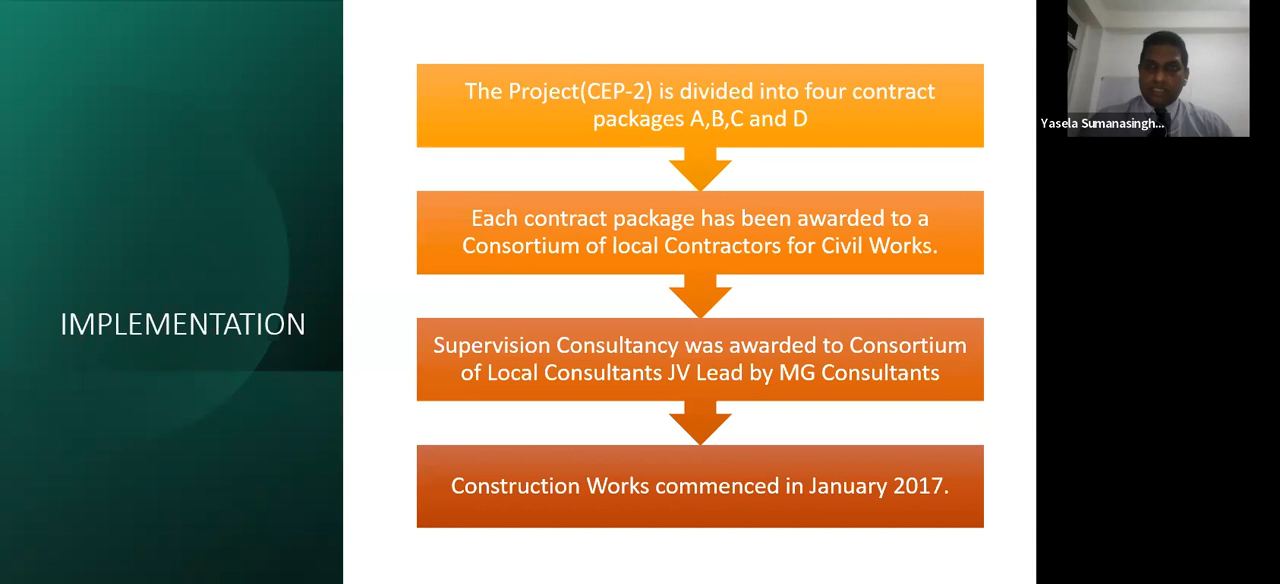 IMPLEMENTATION
The Project(CEP-2) is divided into four contract
packages A,B,C and D
Each contract package has been awarded to a
Consortium of local Contractors for Civil Works.
Supervision Consultancy was awarded to Consortium
of Local Consultants JV Lead by MG Consultants
Construction Works commenced in January 2017.
Yasela Sumanasingh...